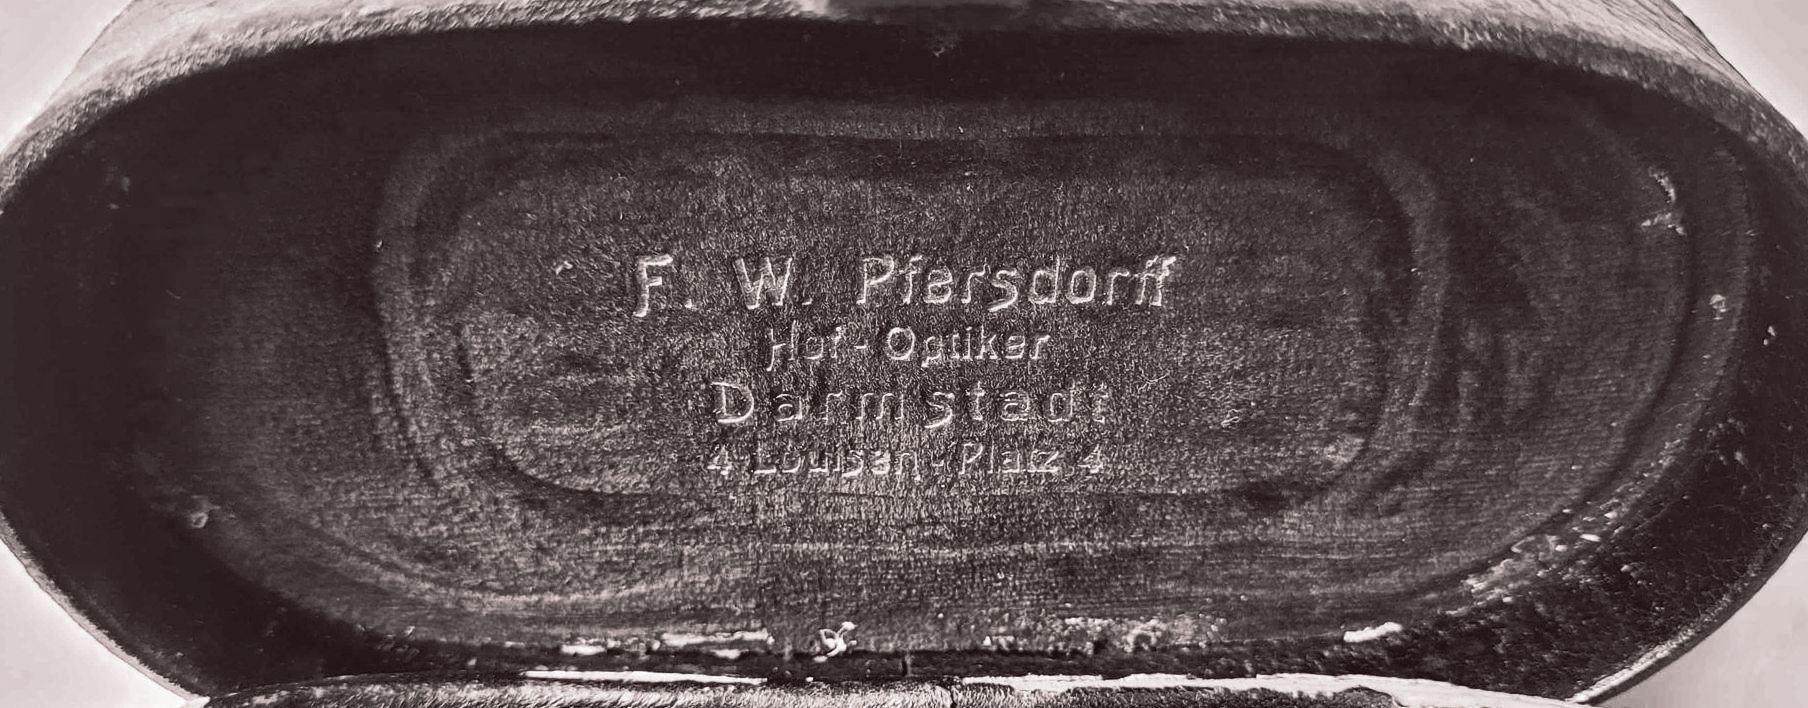 F. W. Pfersdorff
Hof-Optiker
Darmstadt
4 Louisen-Platz 4